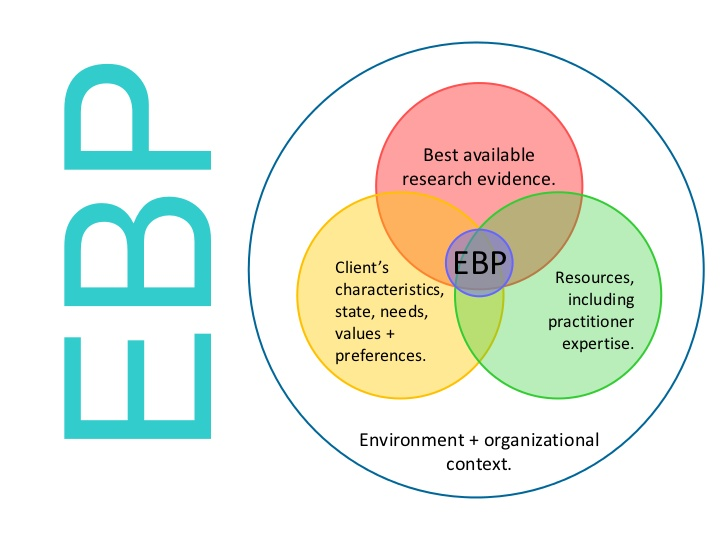 EBP
Best available
research evidence.
Client’s
characteristics,
state, needs,
values +
preferences.
EBP
Resources,
including
practitioner
expertise.
Environment + organizational
context.